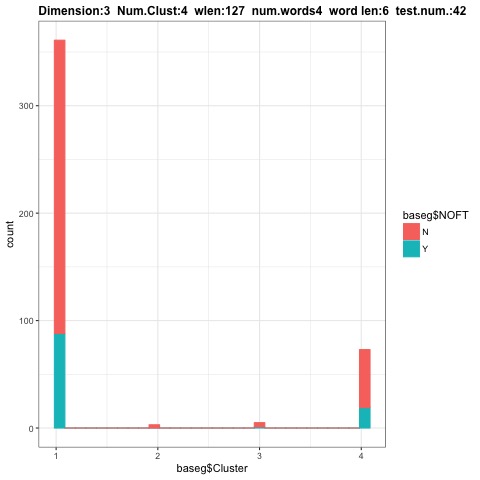 Dimension:3 Num.Clust:4 wlen:127 num.words4 word len:6 test.num.:42
300
200
100
0
count
1 2 3 4
baseg$Cluster
baseg$NOFT
N
Y